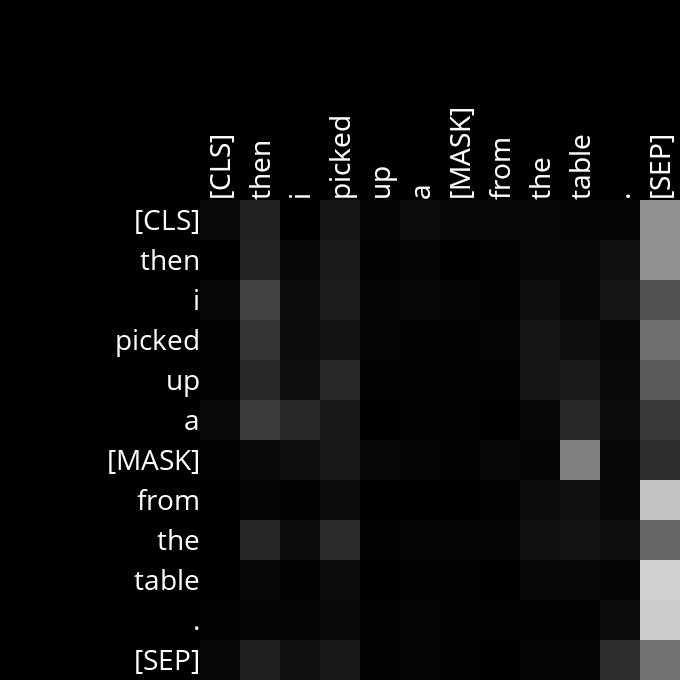 [CLS] then i picked up a [MASK] from the table . [SEP]
[CLS]
then
i
picked
up
a
[MASK]
from
the
table
.
[SEP]